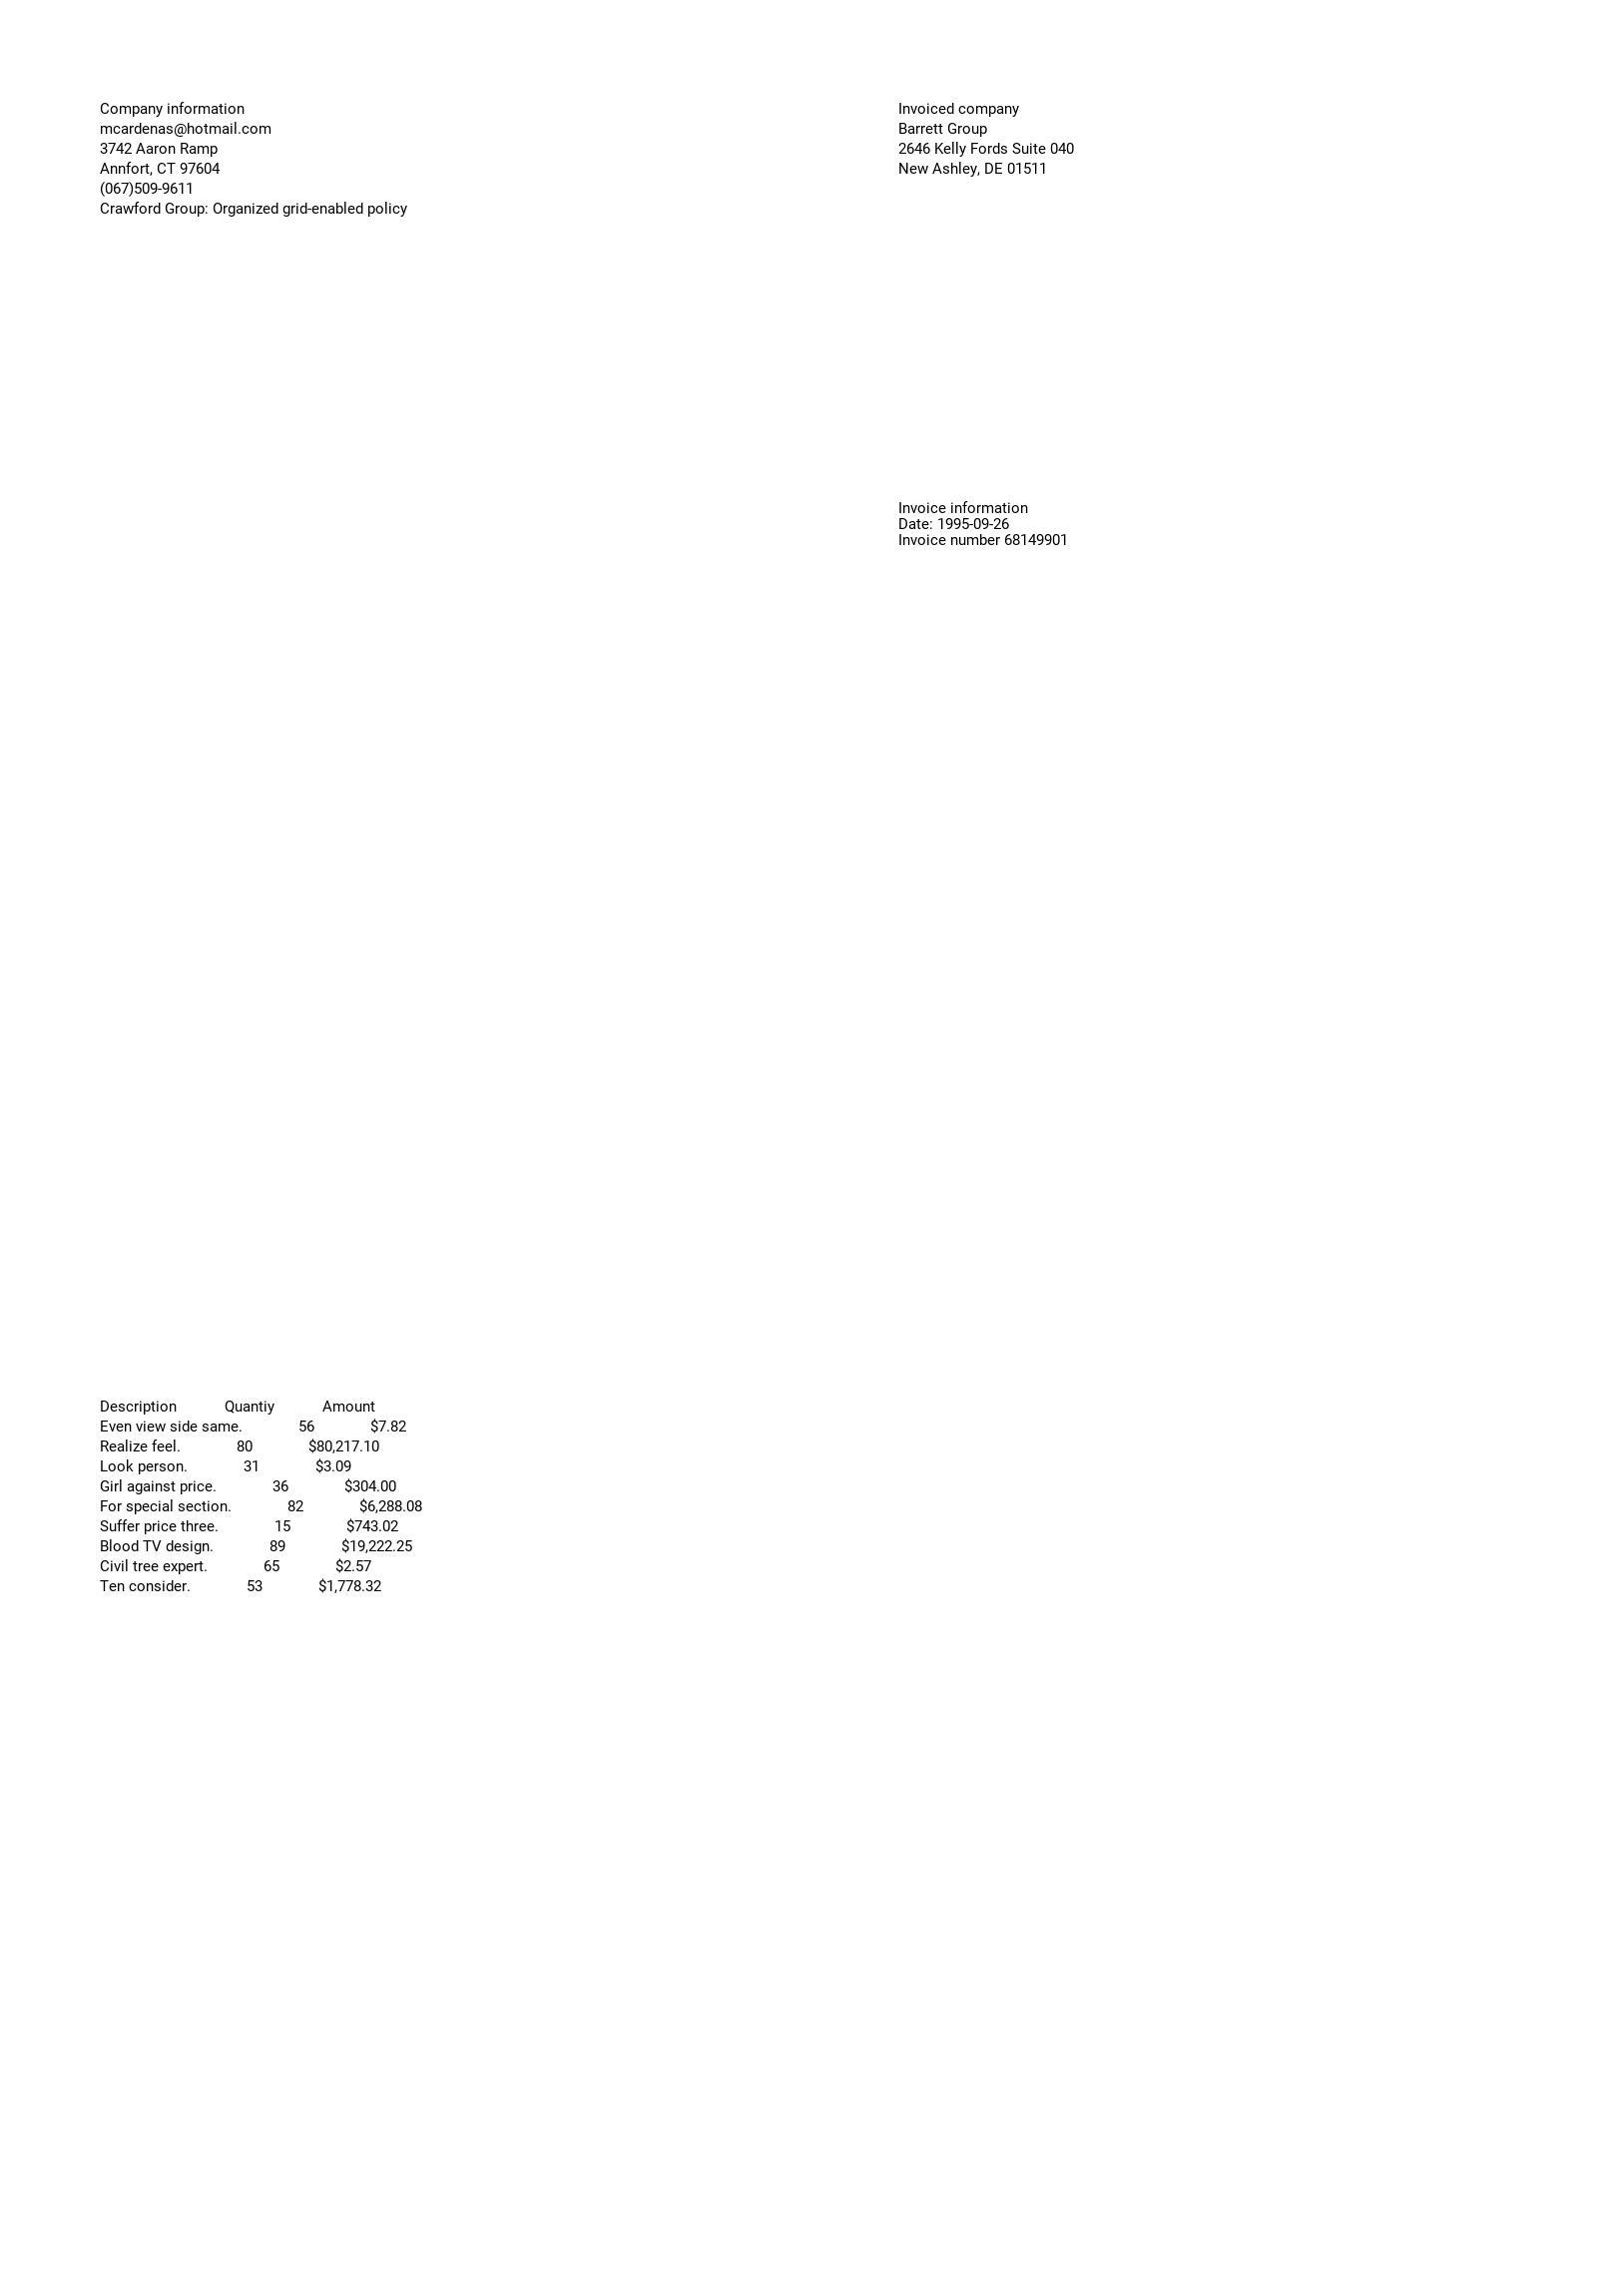 Company information
mcardenas@hotmail.com
3742 Aaron Ramp
Annfort, CT 97604
(067)509-9611
Crawford Group: Organized grid-enabled policy
Invoiced company
Barrett Group
2646 Kelly Fords Suite 040
New Ashley, DE 01511
Invoice information
Date: 1995-09-26
Invoice number 68149901
Description Quantiy Amount
Even view side same. 56 $7.82
Realize feel. 80 $80,217.10
Look person. 31 $3.09
Girl against price. 36 $304.00
For special section. 82 $6,288.08
Suffer price three. 15 $743.02
Blood TV design. 89 $19,222.25
Civil tree expert. 65 $2.57
Ten consider. 53 $1,778.32